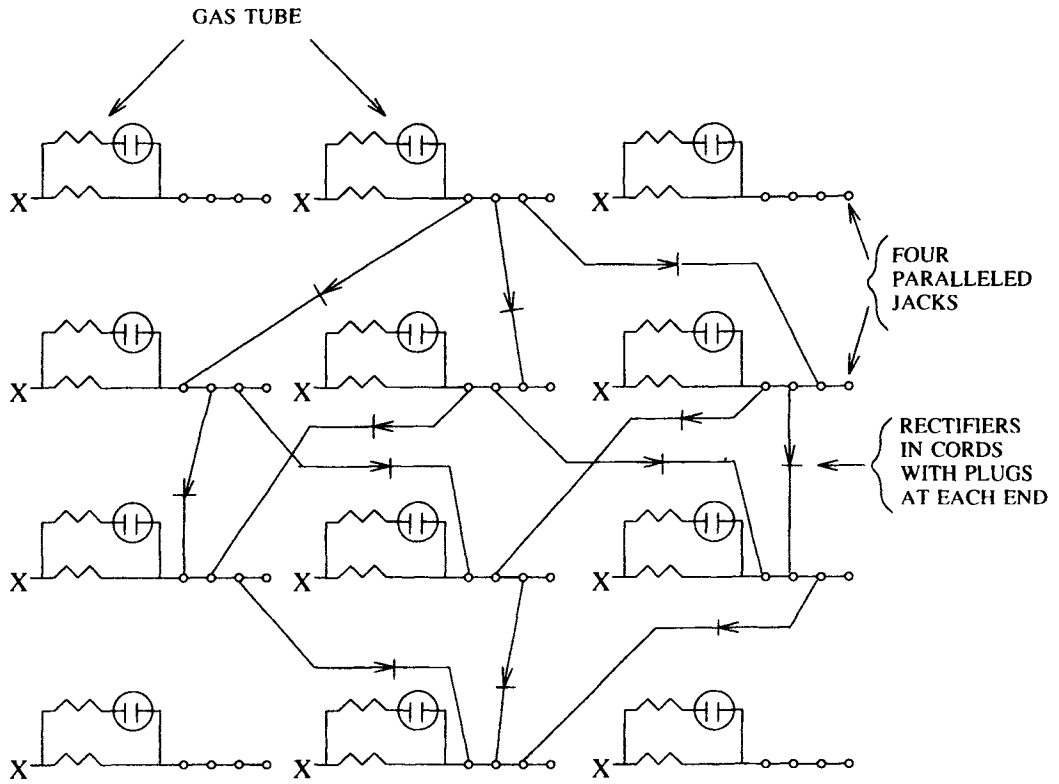 GAS TUBE
X
X
X
FOUR
PARALLELED
JACKS
X
X
X
RECTIFIERS
IN CORDS
WITH PLUGS
AT EACH END
X
X
X
X
X
X